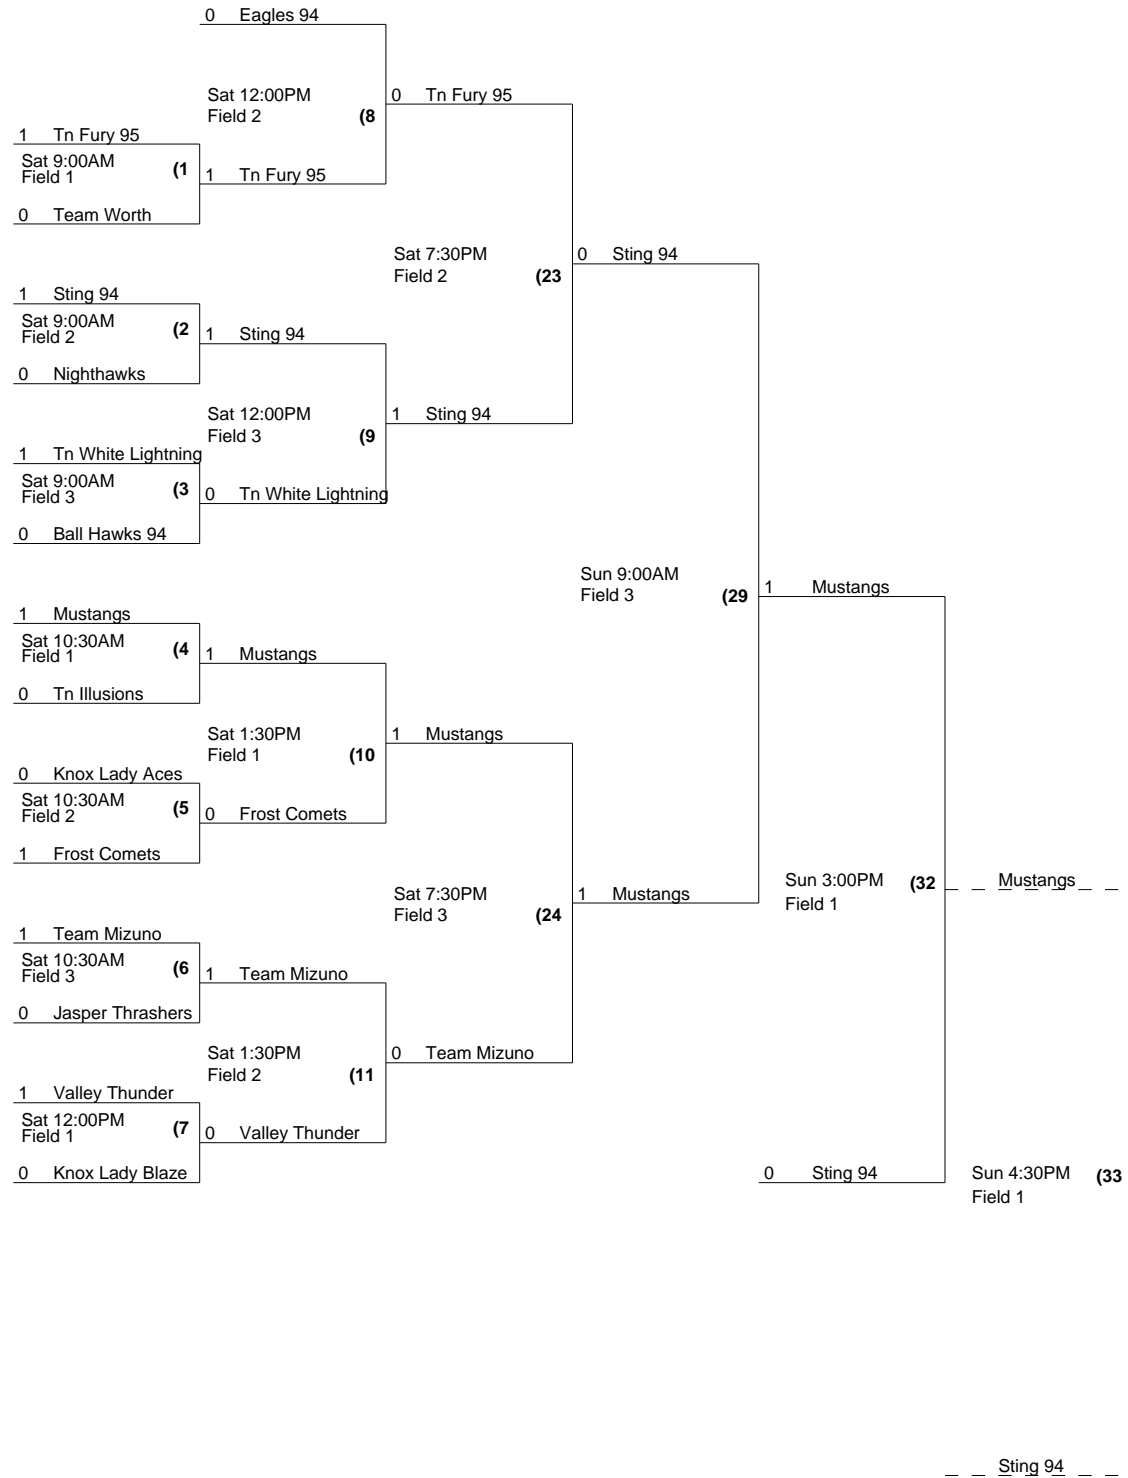 0 Eagles 94
Sat 12:00PM
Field 2 (8
0 Tn Fury 95
1 Tn Fury 95
Sat 9:00AM
Field 1 (1
1 Tn Fury 95
0 Team Worth
Sat 7:30PM
Field 2 (23
0 Sting 94
1 Sting 94
Sat 9:00AM
Field 2 (2
1 Sting 94
0 Nighthawks
Sat 12:00PM
Field 3 (9
1 Sting 94
1 Tn White Lightning
Sat 9:00AM
Field 3 (3
0 Tn White Lightning
0 Ball Hawks 94
Sun 9:00AM
Field 3 (29
1 Mustangs
1 Mustangs
Sat 10:30AM
Field 1 (4
1 Mustangs
0 Tn Illusions
Sat 1:30PM
Field 1 (10
1 Mustangs
0 Knox Lady Aces
Sat 10:30AM
Field 2 (5
0 Frost Comets
1 Frost Comets
Sat 7:30PM
Field 3 (24
1 Mustangs
Sun 3:00PM (32
Field 1
Mustangs
1 Team Mizuno
Sat 10:30AM
Field 3 (6
1 Team Mizuno
0 Jasper Thrashers
Sat 1:30PM
Field 2 (11
0 Team Mizuno
1 Valley Thunder
Sat 12:00PM
Field 1 (7
0 Valley Thunder
0 Knox Lady Blaze
0 Sting 94
Sun 4:30PM (33
Field 1
Sting 94